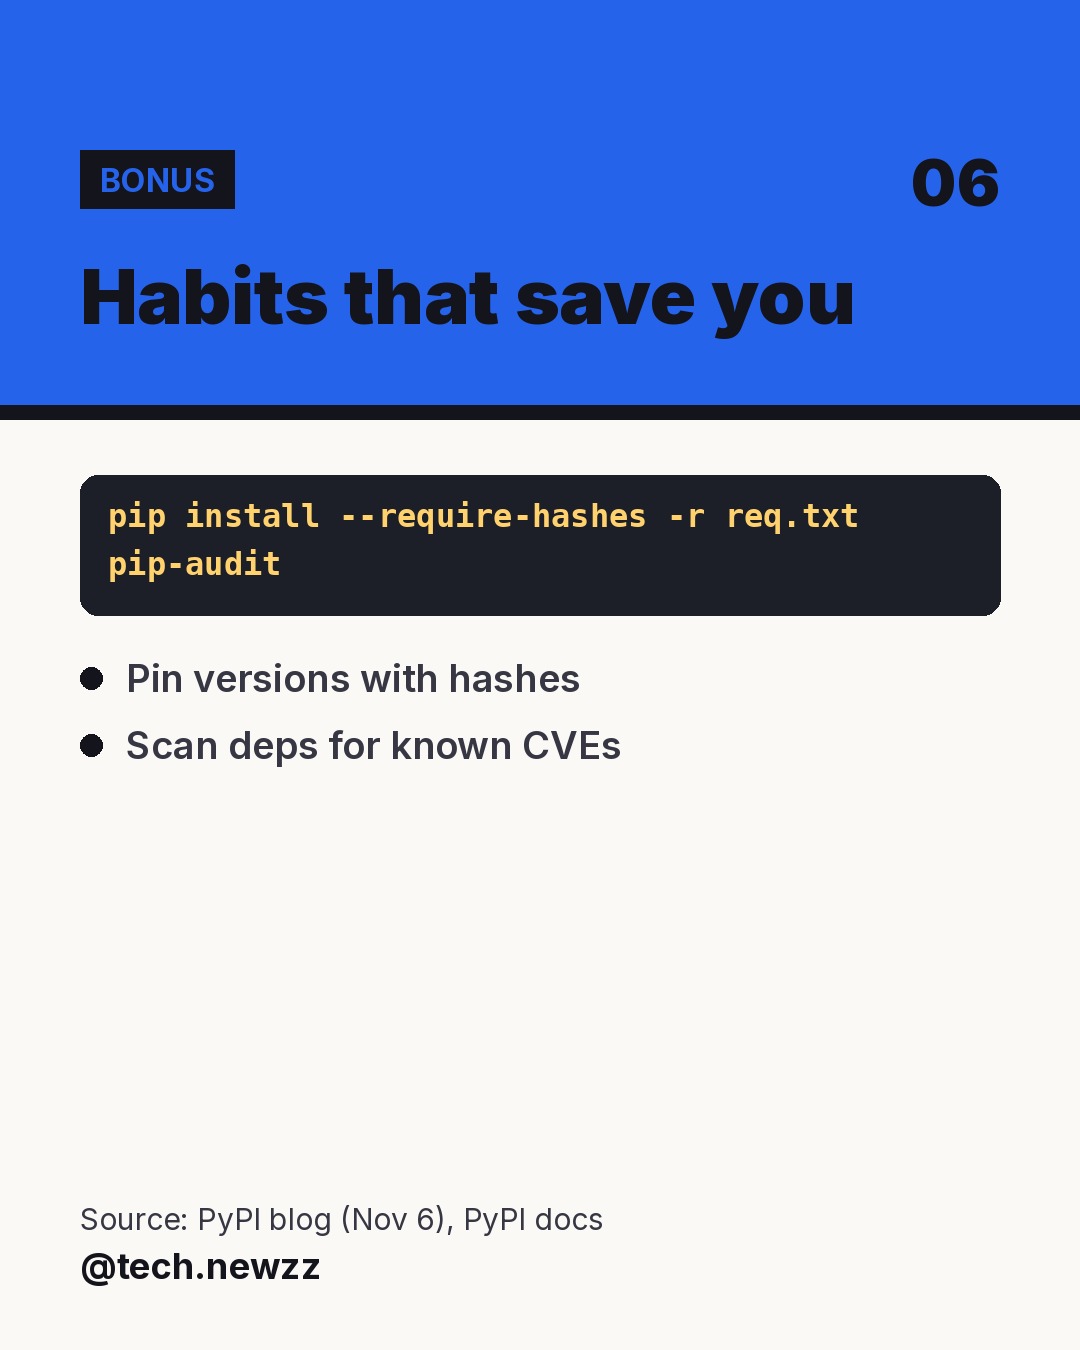 BONUS
06
Habits that save you
pip install --require-hashes -r req.txt
pip-audit
Pin versions with hashes
Scan deps for known CVEs
Source: PyPI blog (Nov 6), PyPI docs
@tech.newzz